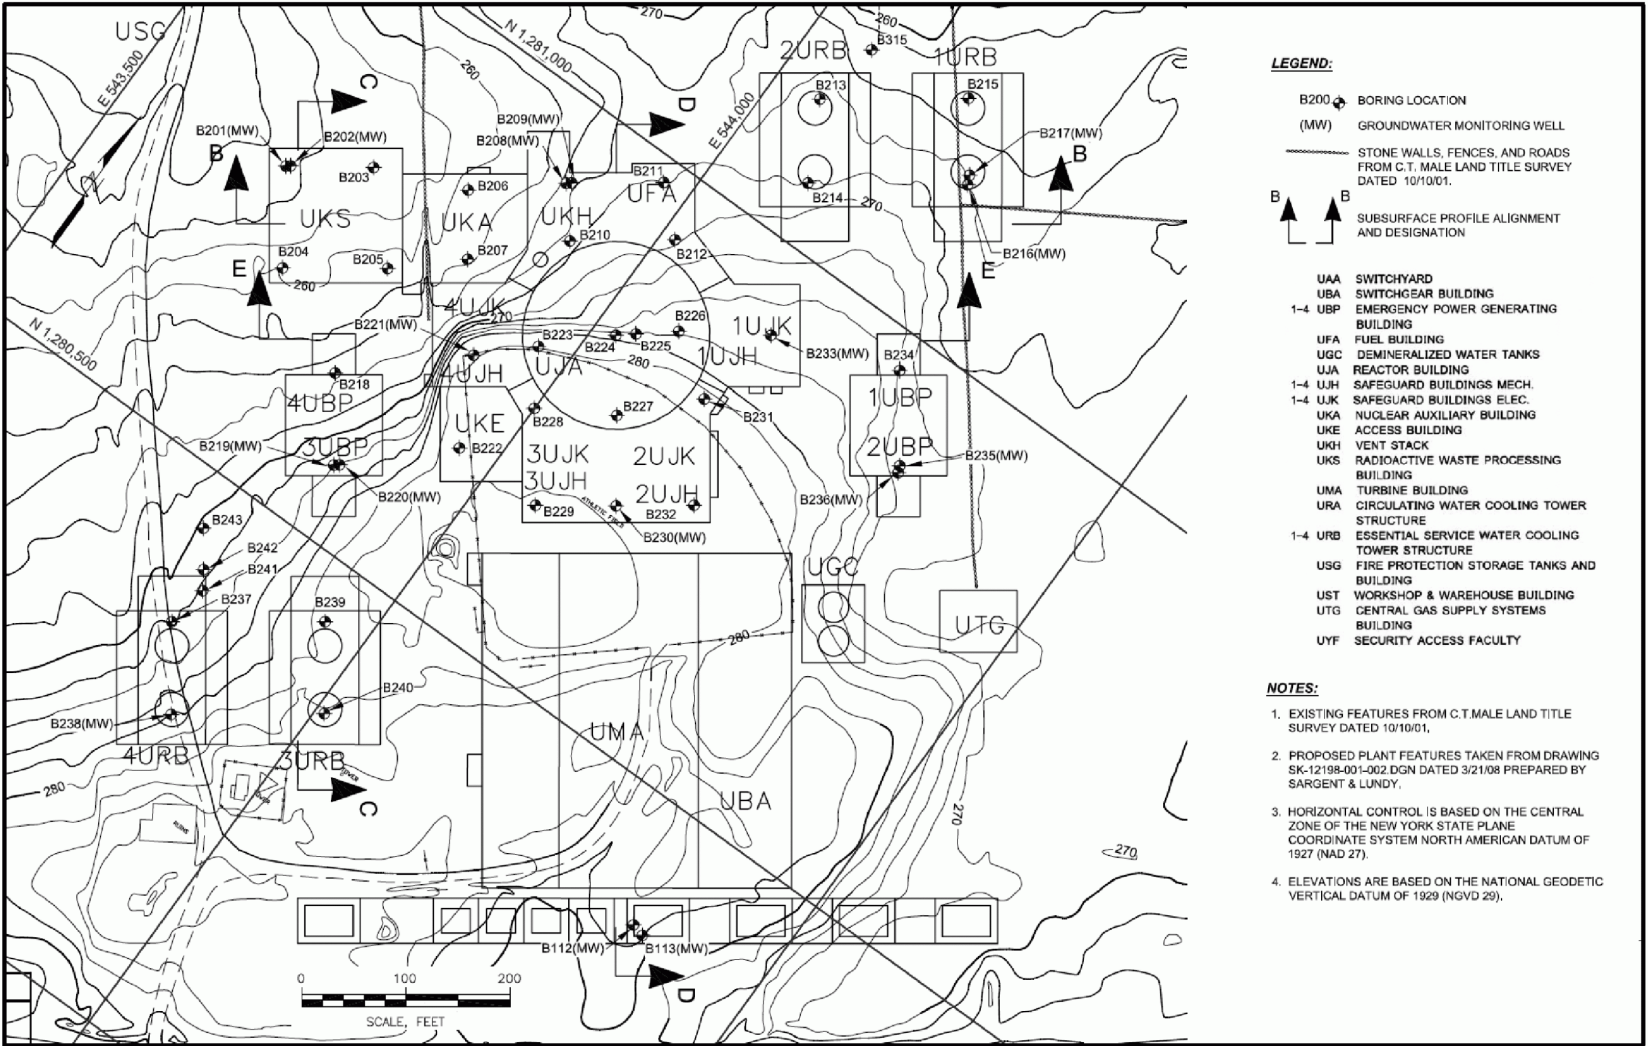 USG
E 543,500
C
260
N 1,281,000
270
260
B315
2URB
1URB
B213
B215
B209(MW)
D
E 544,000
B201(MW)
B202(MW)
B208(MW)
B217(MW)
B
B
B203
B206
B211
UFA
B214
270
UKS
UKA
UKH
B210
B204
B205
B207
B212
B216(MW)
E
260
E
4UJK
270
N 1,280,500
B221(MW)
B223
B226
1UJK
B224
B225
1UJH
B233(MW)
B234
280
4UJH
UJA
B218
4UBP
1UBP
B228
B227
B231
UKE
B219(MW)
3UBP
B222
3UJK
2UJK
2UBP
B235(MW)
3UJH
2UJH
B220(MW)
B229
ATHLETIC FIELD
B232
B236(MW)
B243
B230(MW)
B242
B241
UGC
B237
B239
280
UTG
B240
B238(MW)
UMA
4URB
3URB
280
C
UBA
270
RUINS
270
B112(MW)
B113(MW)
D
0 100 200
SCALE, FEET
LEGEND:
B200 BORING LOCATION
(MW) GROUNDWATER MONITORING WELL
STONE WALLS, FENCES, AND ROADS
FROM C.T. MALE LAND TITLE SURVEY
DATED 10/10/01.
B B
SUBSURFACE PROFILE ALIGNMENT
AND DESIGNATION
UAA SWITCHYARD
UBA SWITCHGEAR BUILDING
1-4 UBP EMERGENCY POWER GENERATING
BUILDING
UFA FUEL BUILDING
UGC DEMINERALIZED WATER TANKS
UJA REACTOR BUILDING
1-4 UJH SAFEGUARD BUILDINGS MECH.
1-4 UJK SAFEGUARD BUILDINGS ELEC.
UKA NUCLEAR AUXILIARY BUILDING
UKE ACCESS BUILDING
UKH VENT STACK
UKS RADIOACTIVE WASTE PROCESSING
BUILDING
UMA TURBINE BUILDING
URA CIRCULATING WATER COOLING TOWER
STRUCTURE
1-4 URB ESSENTIAL SERVICE WATER COOLING
TOWER STRUCTURE
USG FIRE PROTECTION STORAGE TANKS AND
BUILDING
UST WORKSHOP & WAREHOUSE BUILDING
UTG CENTRAL GAS SUPPLY SYSTEMS
BUILDING
UYF SECURITY ACCESS FACULTY
NOTES:
1. EXISTING FEATURES FROM C.T.MALE LAND TITLE
SURVEY DATED 10/10/01.
2. PROPOSED PLANT FEATURES TAKEN FROM DRAWING
SK-12198-001-002.DGN DATED 3/21/08 PREPARED BY
SARGENT & LUNDY.
3. HORIZONTAL CONTROL IS BASED ON THE CENTRAL
ZONE OF THE NEW YORK STATE PLANE
COORDINATE SYSTEM NORTH AMERICAN DATUM OF
1927 (NAD 27).
4. ELEVATIONS ARE BASED ON THE NATIONAL GEODETIC
VERTICAL DATUM OF 1929 (NGVD 29).